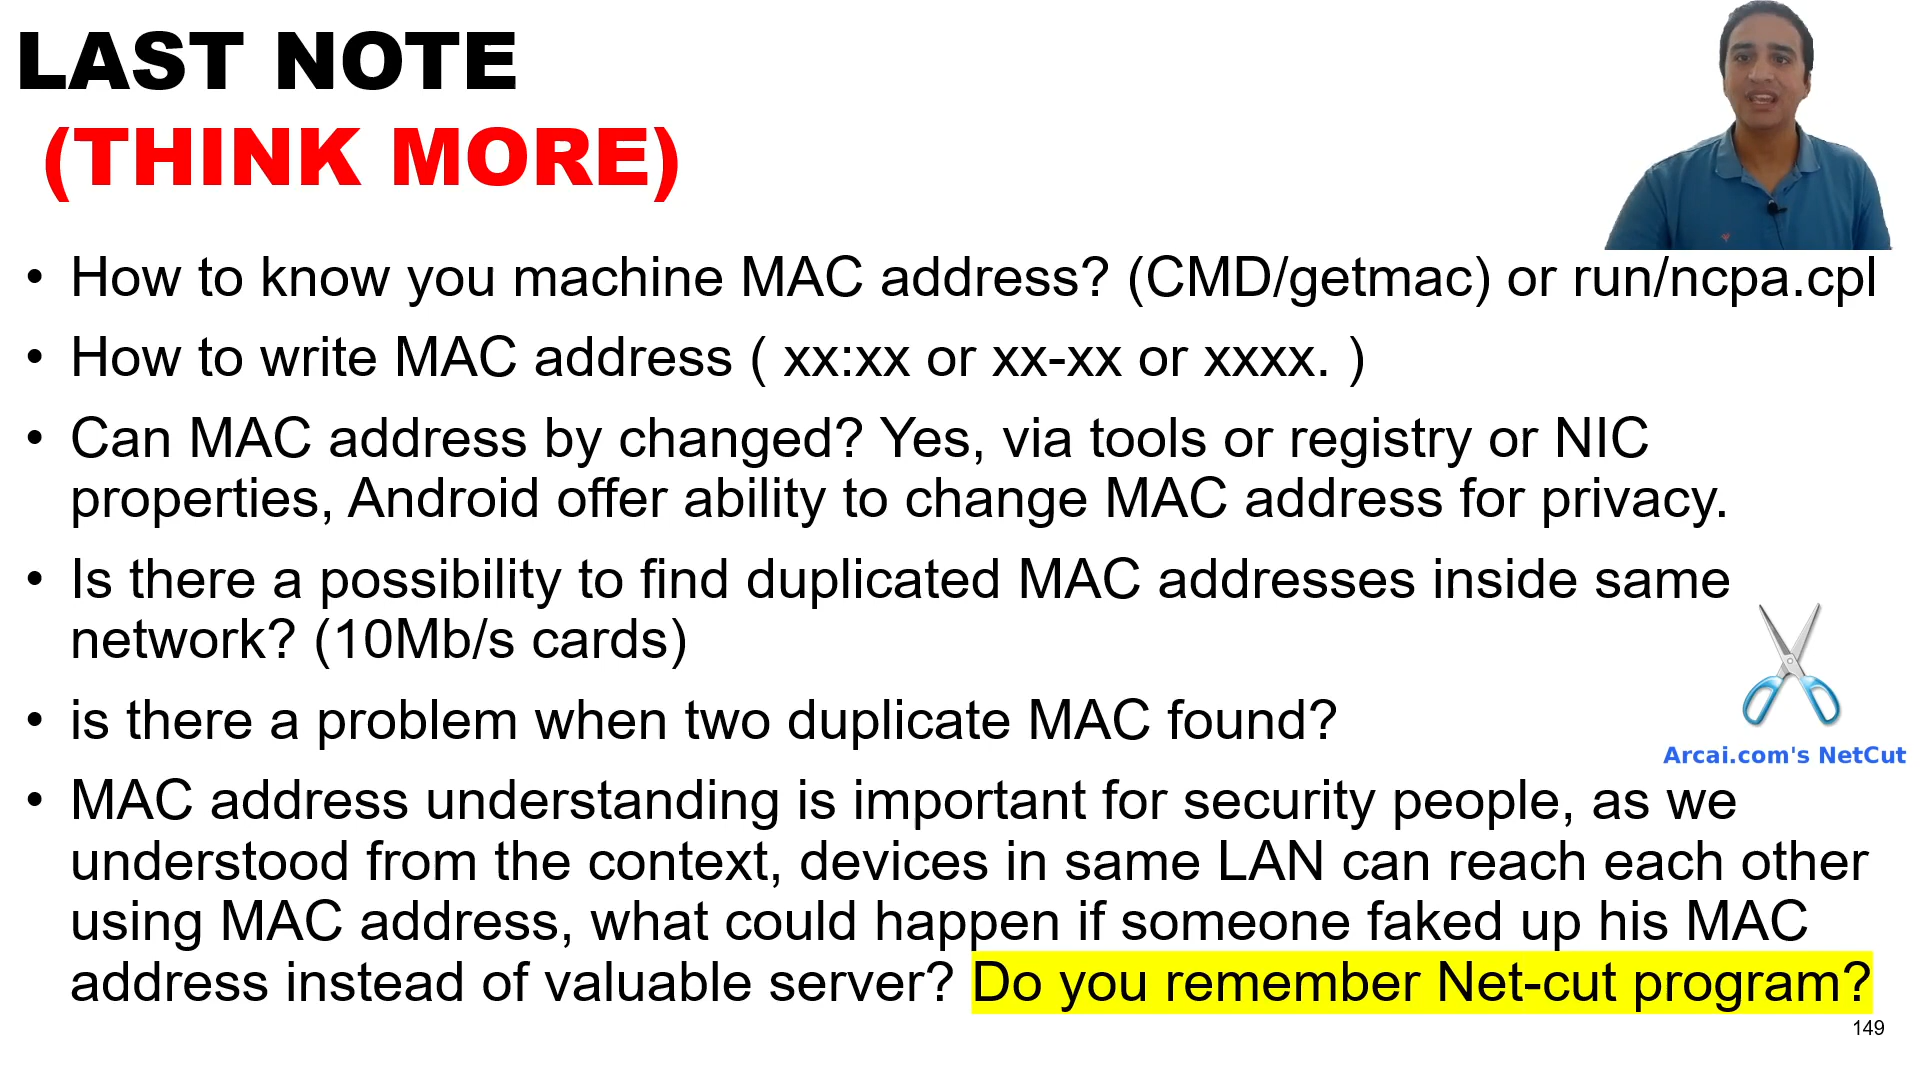 LAST NOTE
(THINK MORE)
• How to know you machine MAC address? (CMD/getmac) or run/ncpa.cpl
• How to write MAC address ( xx:xx or xx-xx or xxxx. )
• Can MAC address by changed? Yes, via tools or registry or NIC
properties, Android offer ability to change MAC address for privacy.
• Is there a possibility to find duplicated MAC addresses inside same
network? (10Mb/s cards)
• is there a problem when two duplicate MAC found?
Arcai.com's NetCut
• MAC address understanding is important for security people, as we
understood from the context, devices in same LAN can reach each other
using MAC address, what could happen if someone faked up his MAC
address instead of valuable server? Do you remember Net-cut program?
149